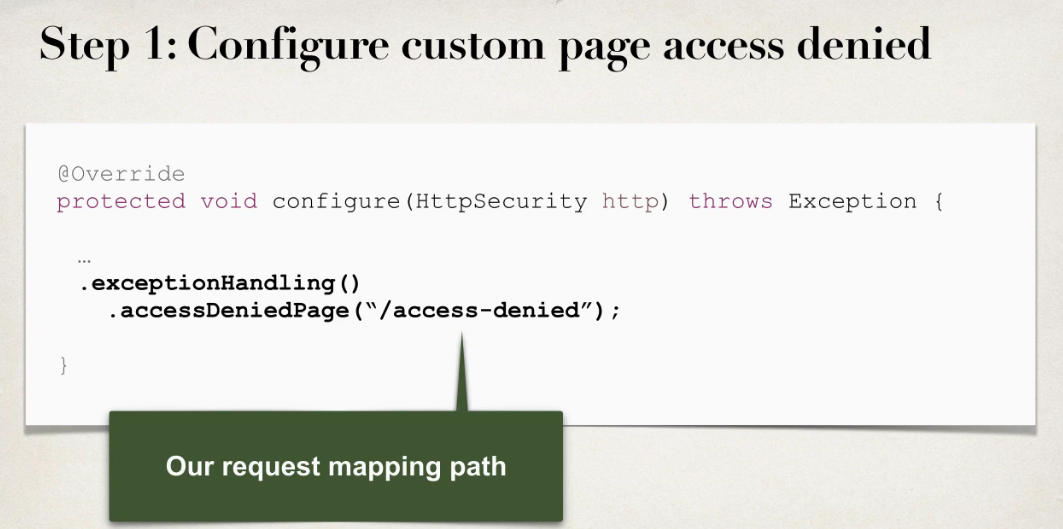 Step 1: Configure custom page access denied
@Override
protected void configure(HttpSecurity http) throws Exception {
…
.exceptionHandling()
.accessDeniedPage(“/access-denied”);
}
Our request mapping path